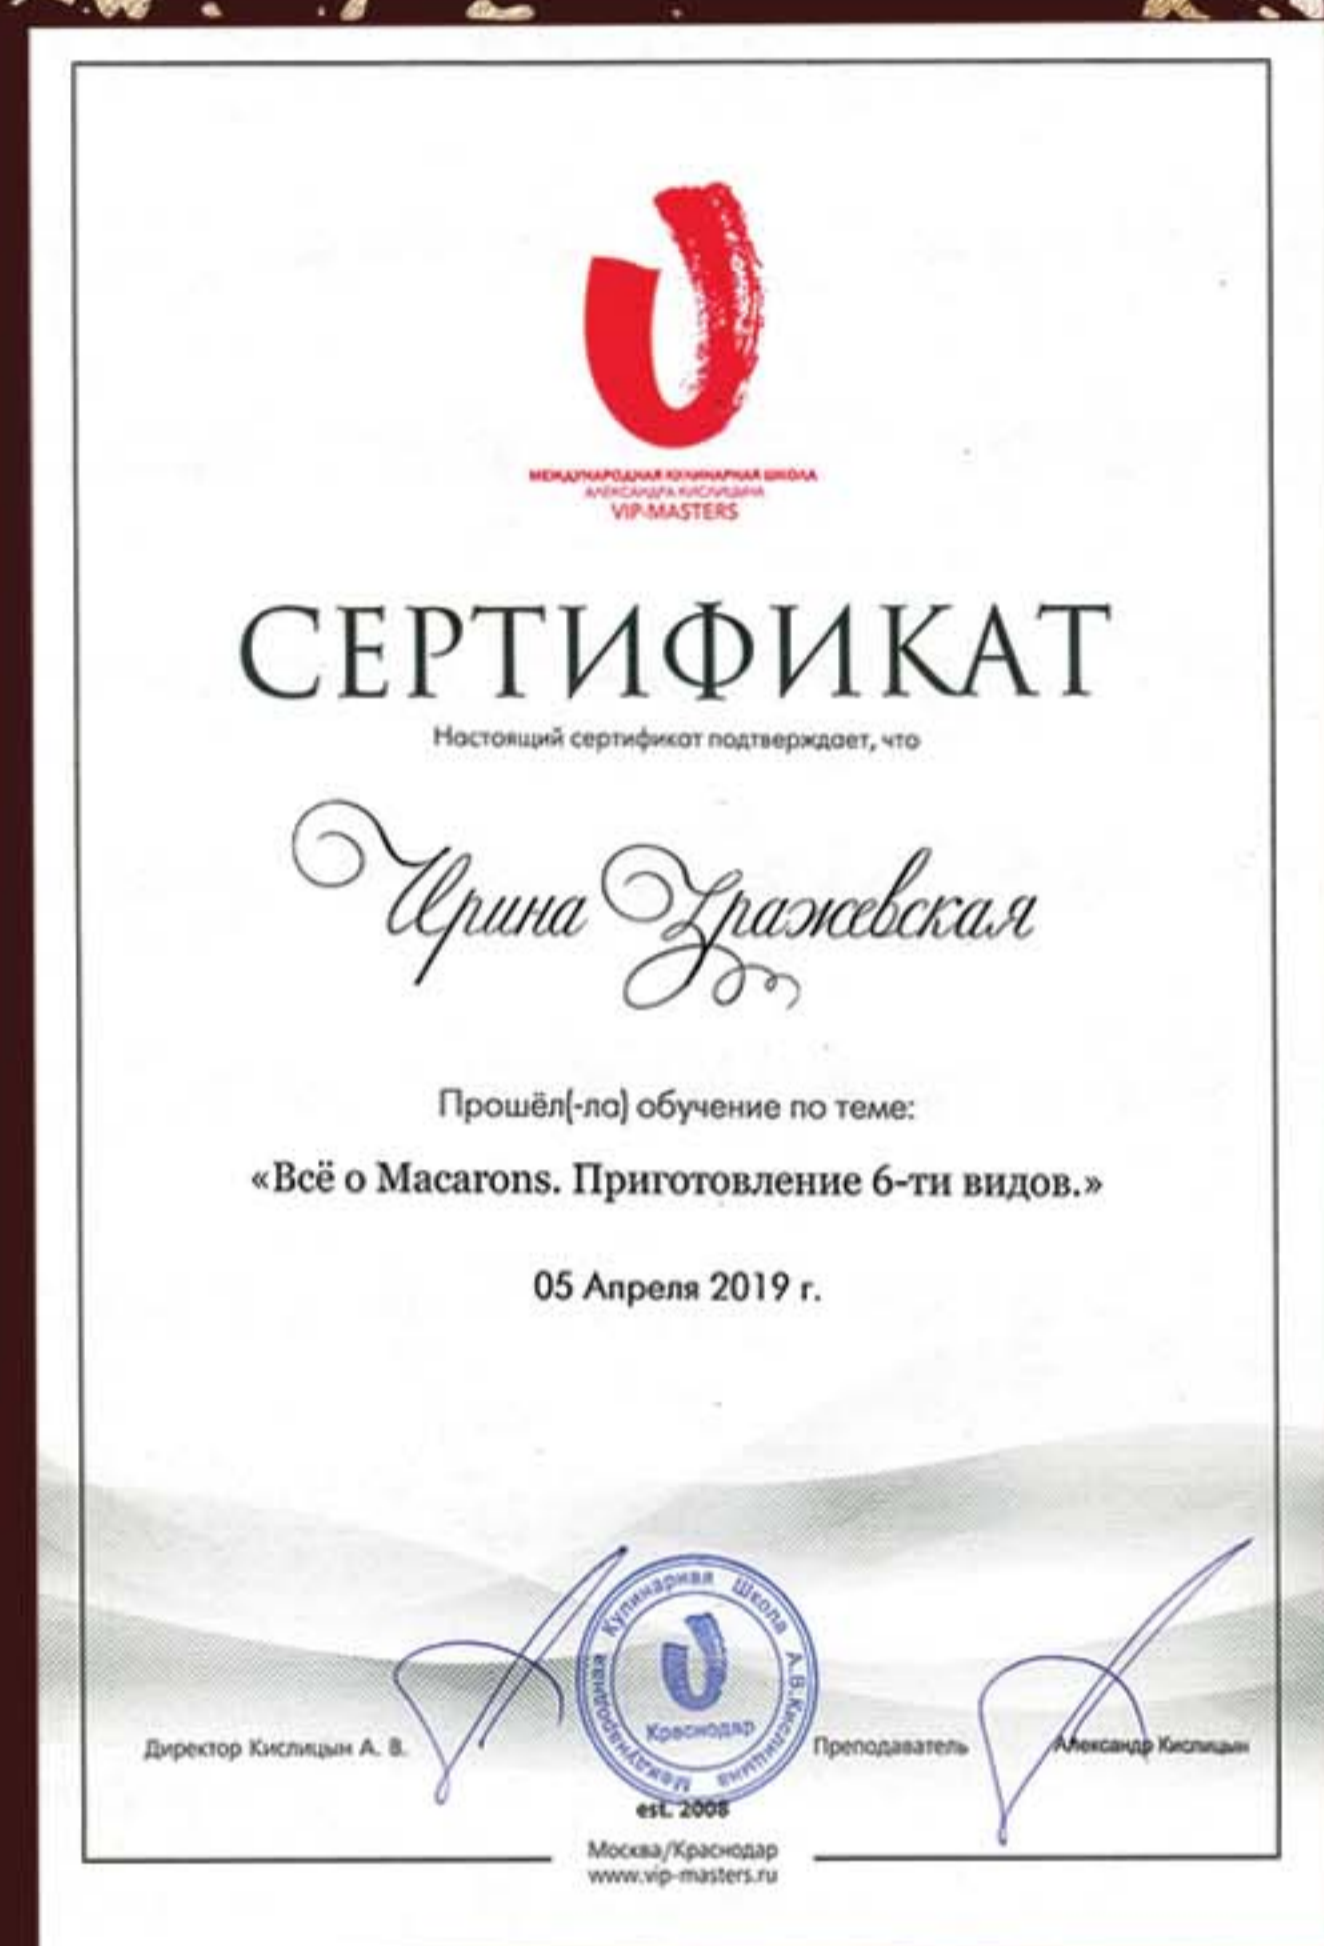 МЕЖДУНАРОДНАЯ КУЛИНАРНАЯ ШКОЛА
АЛЕКСАНДРА КИСЛИЦЫНА
VIP-MASTERS
СЕРТИФИКАТ
Настоящий сертификат подтверждает, что
Ирина Зражевская
Прошёл(-ла) обучение по теме:
«Всё о Macarons. Приготовление 6-ти видов.»
05 Апреля 2019 г.
Международная Кулинарная Школа А.В.Кислицына
Краснодар
Директор Кислицын А. В.
Преподаватель Александр Кислицын
est. 2008
Москва/Краснодар
www.vip-masters.ru